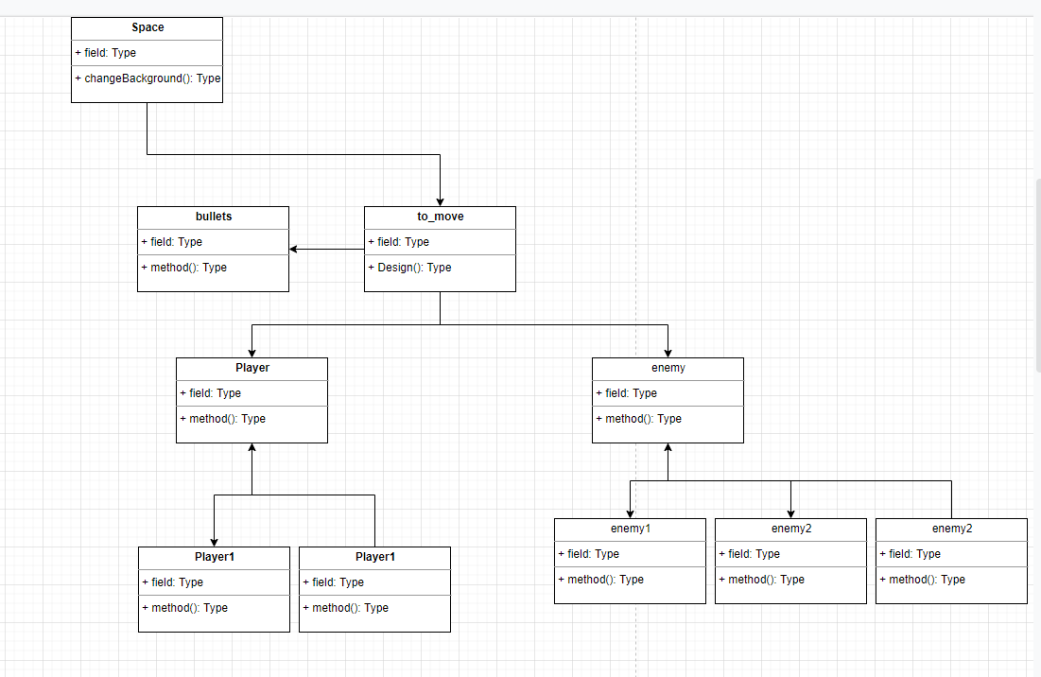 Space
+ field: Type
+ changeBackground(): Type
bullets
+ field: Type
+ method(): Type
to_move
+ field: Type
+ Design(): Type
Player
+ field: Type
+ method(): Type
enemy
+ field: Type
+ method(): Type
Player1
+ field: Type
+ method(): Type
Player1
+ field: Type
+ method(): Type
enemy1
+ field: Type
+ method(): Type
enemy2
+ field: Type
+ method(): Type
enemy2
+ field: Type
+ method(): Type